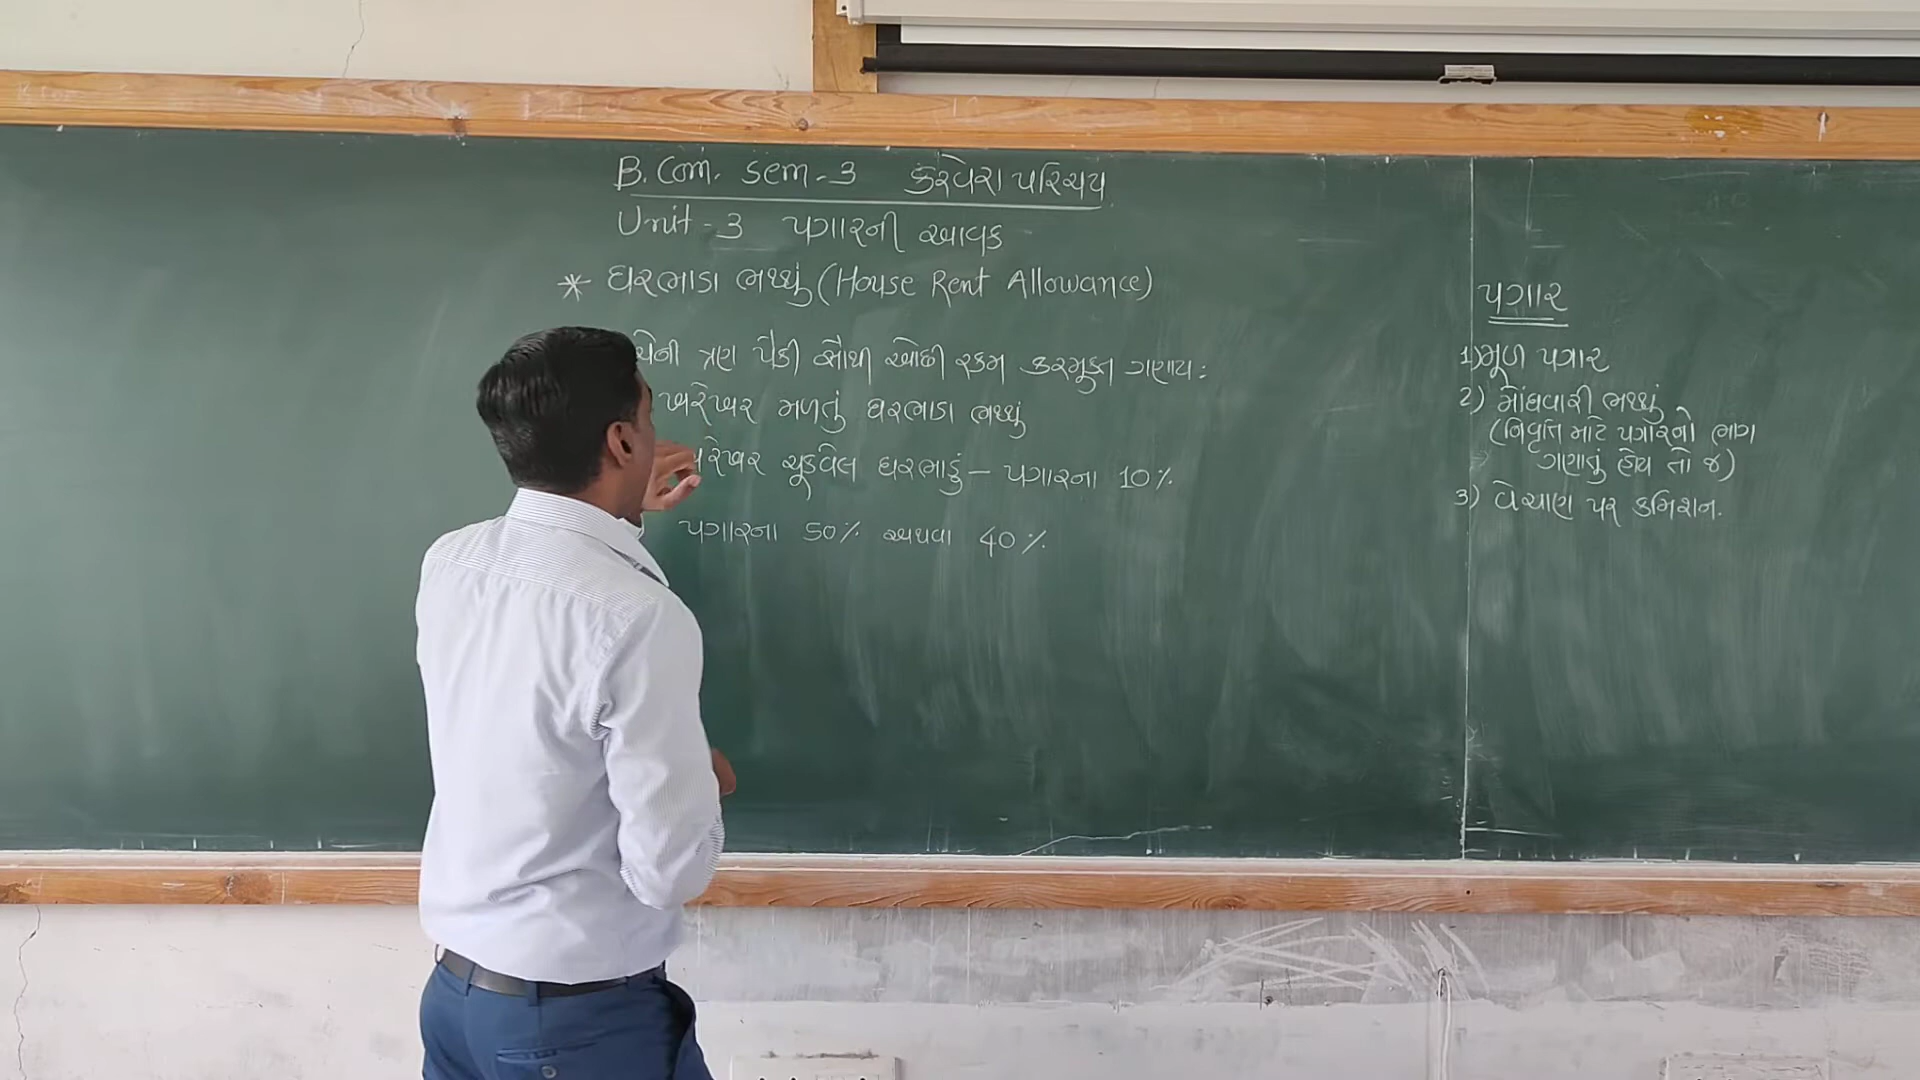 B. Com. Sem-3 કરવેરા પરિચય
Unit-3 પગારની આવક
* ઘરભાડા ભથ્થું (House Rent Allowance)
ત્રણ પૈકી સૌથી ઓછી રકમ કરમુક્ત ગણાય:
ખરેખર મળતું ઘરભાડા ભથ્થું
ચૂકવેલ ઘરભાડું - પગારના 10%
પગારના 50% અથવા 40%
પગાર
1) મૂળ પગાર
2) મોંઘવારી ભથ્થું
(નિવૃત્તિ માટે પગારનો ભાગ
ગણાતું હોય તો જ)
3) વેચાણ પર કમિશન.